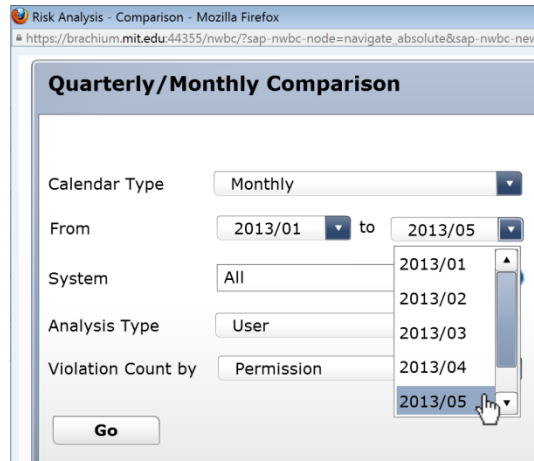 Risk Analysis - Comparison - Mozilla Firefox
https://brachium.mit.edu:44355/nwbc/?sap-nwbc-node=navigate_absolute&sap-nwbc-new
Quarterly/Monthly Comparison
Calendar Type Monthly
From 2013/01 to 2013/05
2013/01
System All
2013/02
Analysis Type User
2013/03
Violation Count by Permission
2013/04
2013/05
Go